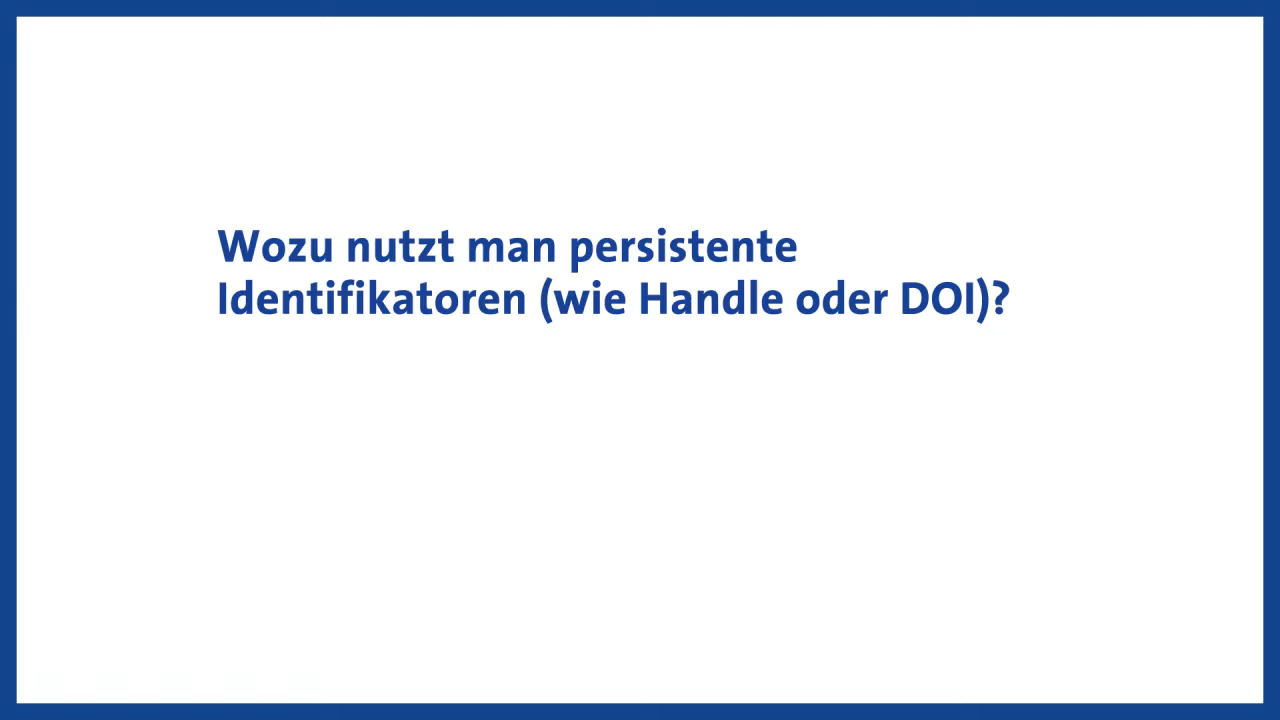 Wozu nutzt man persistente
Identifikatoren (wie Handle oder DOI)?